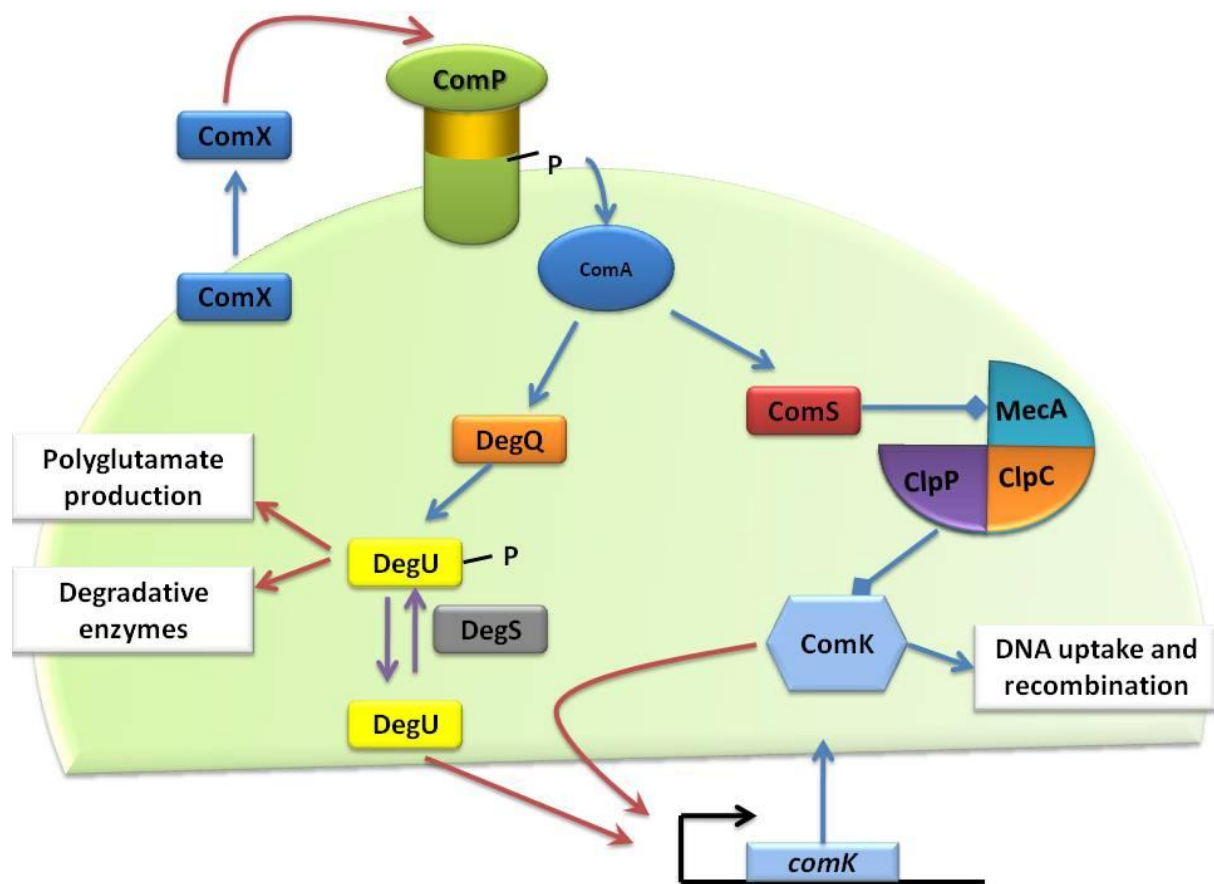 ComP
ComX
P
ComX
ComA
ComS
MecA
ClpP
ClpC
DegQ
Polyglutamate
production
DegU
P
Degradative
enzymes
DegS
ComK
DNA uptake and
recombination
DegU
comK